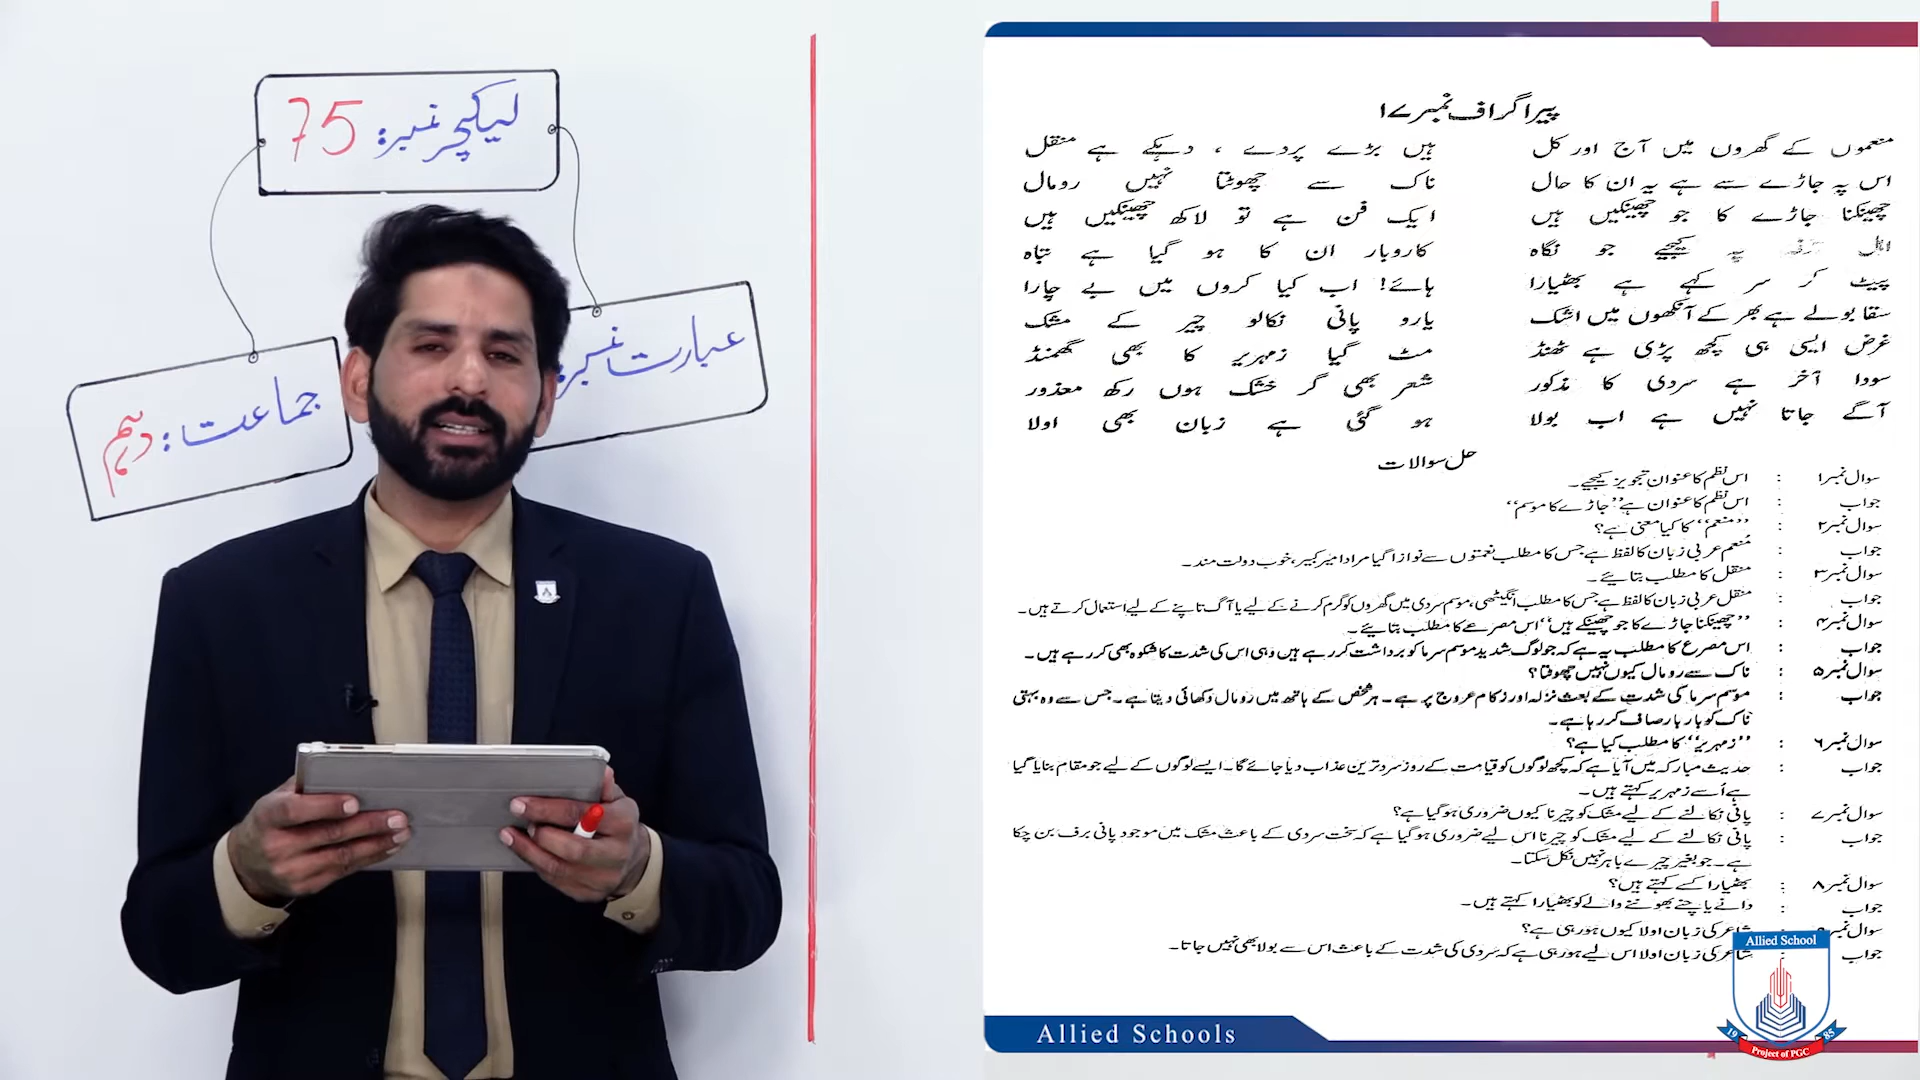 لیکچر نمبر: 75
عبارت نمبر:
جماعت: دہم
پیراگراف نمبر ۱۷
منعموں کے گھروں میں آج اور کل ہیں بڑے پردے ، دہکے ہے منقل
اس پہ جاڑے سے ہے یہ ان کا حال ناک سے چھوٹتا نہیں رومال
چھینکنا جاڑے کا جو چھینکیں ہیں ایک فن ہے تو لاکھ چھینکیں ہیں
اہل پہ کیجیے جو نگاہ کاروبار ان کا ہو گیا ہے تباہ
پیٹ کر سر کہے ہے بھٹیارا ہائے! اب کیا کروں میں بے چارا
سقا بولے ہے بھر کے آنکھوں میں اشک یارو پانی نکالو چیر کے مشک
غرض ایسی ہی کچھ پڑی ہے ٹھنڈ مٹ گیا زمہریر کا بھی گھمنڈ
سودا آخر ہے سردی کا مذکور شعر بھی گر خشک ہوں رکھ معذور
آگے جاتا نہیں ہے اب بولا ہو گئی ہے زبان بھی اولا
حل سوالات
سوال نمبر۱ : اس نظم کا عنوان تجویز کیجیے۔
جواب : اس نظم کا عنوان ہے ”جاڑے کا موسم“
سوال نمبر۲ : ”منعم“ کا کیا معنی ہے؟
جواب : مُنعم عربی زبان کا لفظ ہے جس کا مطلب نعمتوں سے نوازا گیا مراد امیر کبیر، خوب دولت مند۔
سوال نمبر۳ : منقل کا مطلب بتائیے۔
جواب : منقل عربی زبان کا لفظ ہے جس کا مطلب انگیٹھی، موسم سردی میں گھروں کو گرم کرنے کے لیے یا آگ تاپنے کے لیے استعمال کرتے ہیں۔
سوال نمبر۴ : ”چھینکنا جاڑے کا جو چھینکے ہیں“ اس مصرعے کا مطلب بتائیے۔
جواب : اس مصرع کا مطلب یہ ہے کہ جو لوگ شدید موسم سرما کو برداشت کر رہے ہیں وہی اس کی شدت کا شکوہ بھی کر رہے ہیں۔
سوال نمبر۵ : ناک سے رومال کیوں نہیں چھوٹتا؟
جواب : موسم سرما کی شدت کے بعث نزلہ اور زکام عروج پر ہے۔ ہر شخص کے ہاتھ میں رومال دکھائی دیتا ہے۔ جس سے وہ بہتی
ناک کو بار بار صاف کر رہا ہے۔
سوال نمبر۶ : ”زمہریر“ کا مطلب کیا ہے؟
جواب : حدیث مبارکہ میں آیا ہے کہ کچھ لوگوں کو قیامت کے روز سرد ترین عذاب دیا جائے گا۔ ایسے لوگوں کے لیے جو مقام بنایا گیا
ہے اُسے زمہریر کہتے ہیں۔
سوال نمبر۷ : پانی نکالنے کے لیے مشک کو چیرنا کیوں ضروری ہو گیا ہے؟
جواب : پانی نکالنے کے لیے مشک کو چیرنا اس لیے ضروری ہو گیا ہے کہ سخت سردی کے باعث مشک میں موجود پانی برف بن چکا
ہے۔ جو بغیر چیرے باہر نہیں نکل سکتا۔
سوال نمبر۸ : بھٹیارا کسے کہتے ہیں؟
جواب : دانے یا چنے بھوننے والے کو بھٹیارا کہتے ہیں۔
سوال نمبر۹ : شاعر کی زبان اولا کیوں ہو رہی ہے؟
جواب : شاعر کی زبان اولا اس لیے ہو رہی ہے کہ سردی کی شدت کے باعث اس سے بولا بھی نہیں جاتا۔
Allied Schools
Allied School
1985
Project of PGC